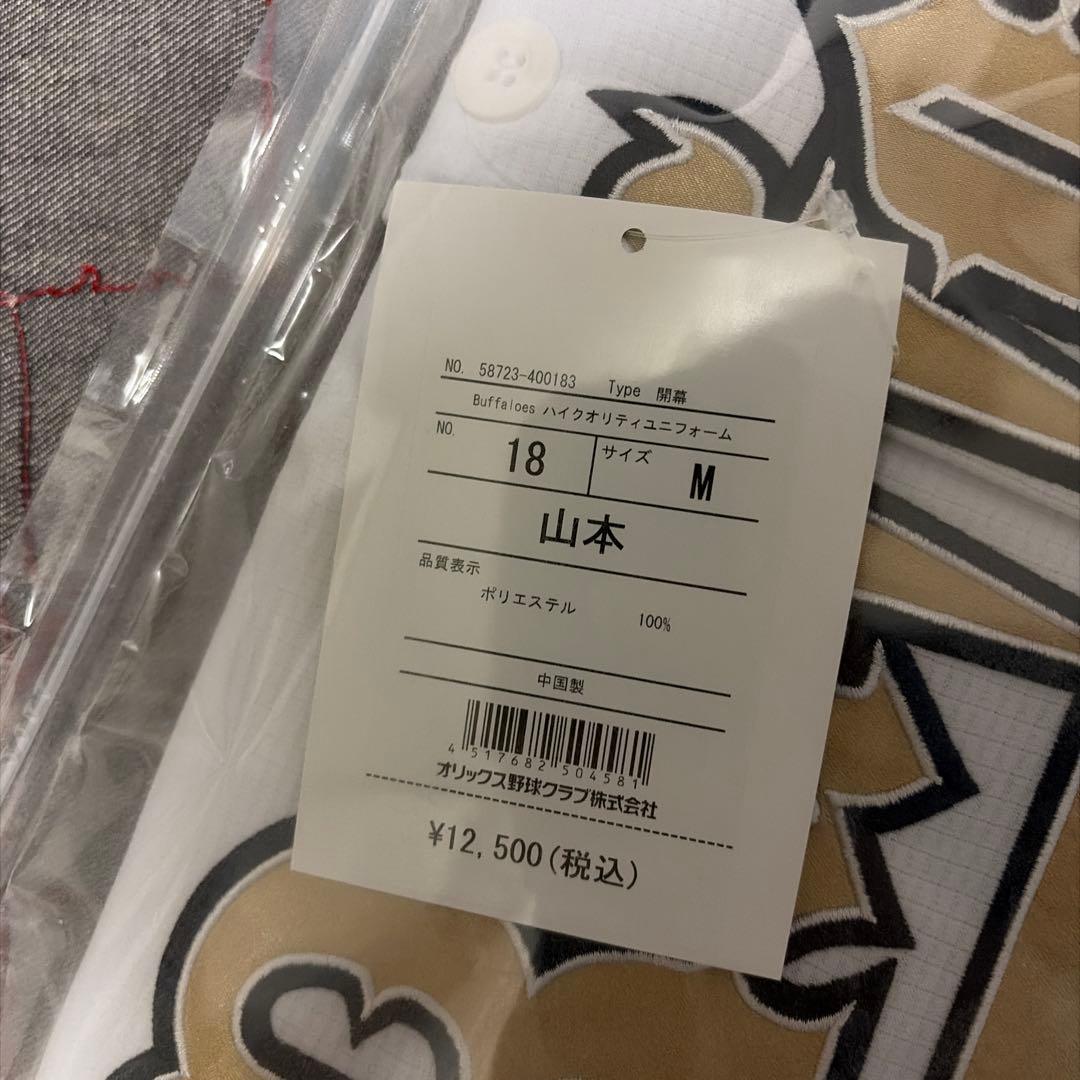 NO. 58723-400183 Type 開幕
Buffaloes ハイクオリティユニフォーム
NO. 18 サイズ M
山本
品質表示
ポリエステル 100%
中国製
4 517682 504581
オリックス野球クラブ株式会社
¥12,500(税込)